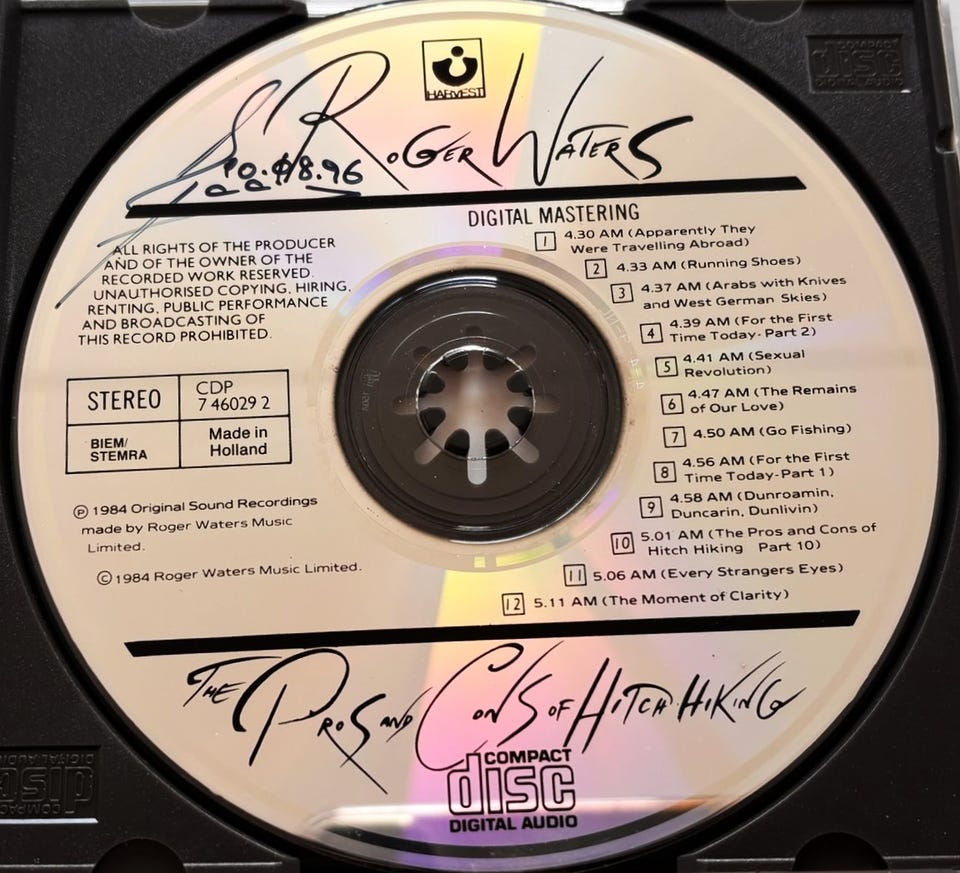 HARVEST
ROGER WATERS
DIGITAL MASTERING
ALL RIGHTS OF THE PRODUCER
AND OF THE OWNER OF THE
RECORDED WORK RESERVED.
UNAUTHORISED COPYING, HIRING,
RENTING, PUBLIC PERFORMANCE
AND BROADCASTING OF
THIS RECORD PROHIBITED.
STEREO
CDP
7 46029 2
BIEM/
STEMRA
Made in
Holland
Ⓟ 1984 Original Sound Recordings
made by Roger Waters Music
Limited.
© 1984 Roger Waters Music Limited.
1 4.30 AM (Apparently They
Were Travelling Abroad)
2 4.33 AM (Running Shoes)
3 4.37 AM (Arabs with Knives
and West German Skies)
4 4.39 AM (For the First
Time Today- Part 2)
5 4.41 AM (Sexual
Revolution)
6 4.47 AM (The Remains
of Our Love)
7 4.50 AM (Go Fishing)
8 4.56 AM (For the First
Time Today-Part 1)
9 4.58 AM (Dunroamin,
Duncarin, Dunlivin)
10 5.01 AM (The Pros and Cons of
Hitch Hiking Part 10)
11 5.06 AM (Every Strangers Eyes)
12 5.11 AM (The Moment of Clarity)
THE PROS AND CONS OF HITCH HIKING
COMPACT
disc
DIGITAL AUDIO
COMPACT
disc
DIGITAL AUDIO
COMPACT
disc
DIGITAL AUDIO